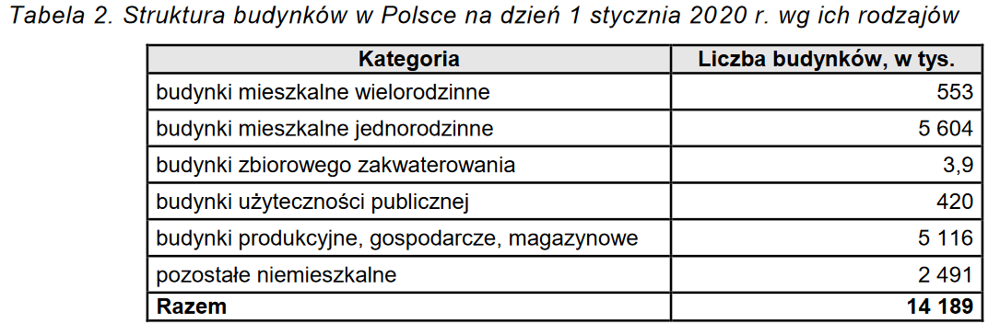 Tabela 2. Struktura budynków w Polsce na dzień 1 stycznia 2020 r. wg ich rodzajów
Kategoria Liczba budynków, w tys.
budynki mieszkalne wielorodzinne 553
budynki mieszkalne jednorodzinne 5 604
budynki zbiorowego zakwaterowania 3,9
budynki użyteczności publicznej 420
budynki produkcyjne, gospodarcze, magazynowe 5 116
pozostałe niemieszkalne 2 491
Razem 14 189